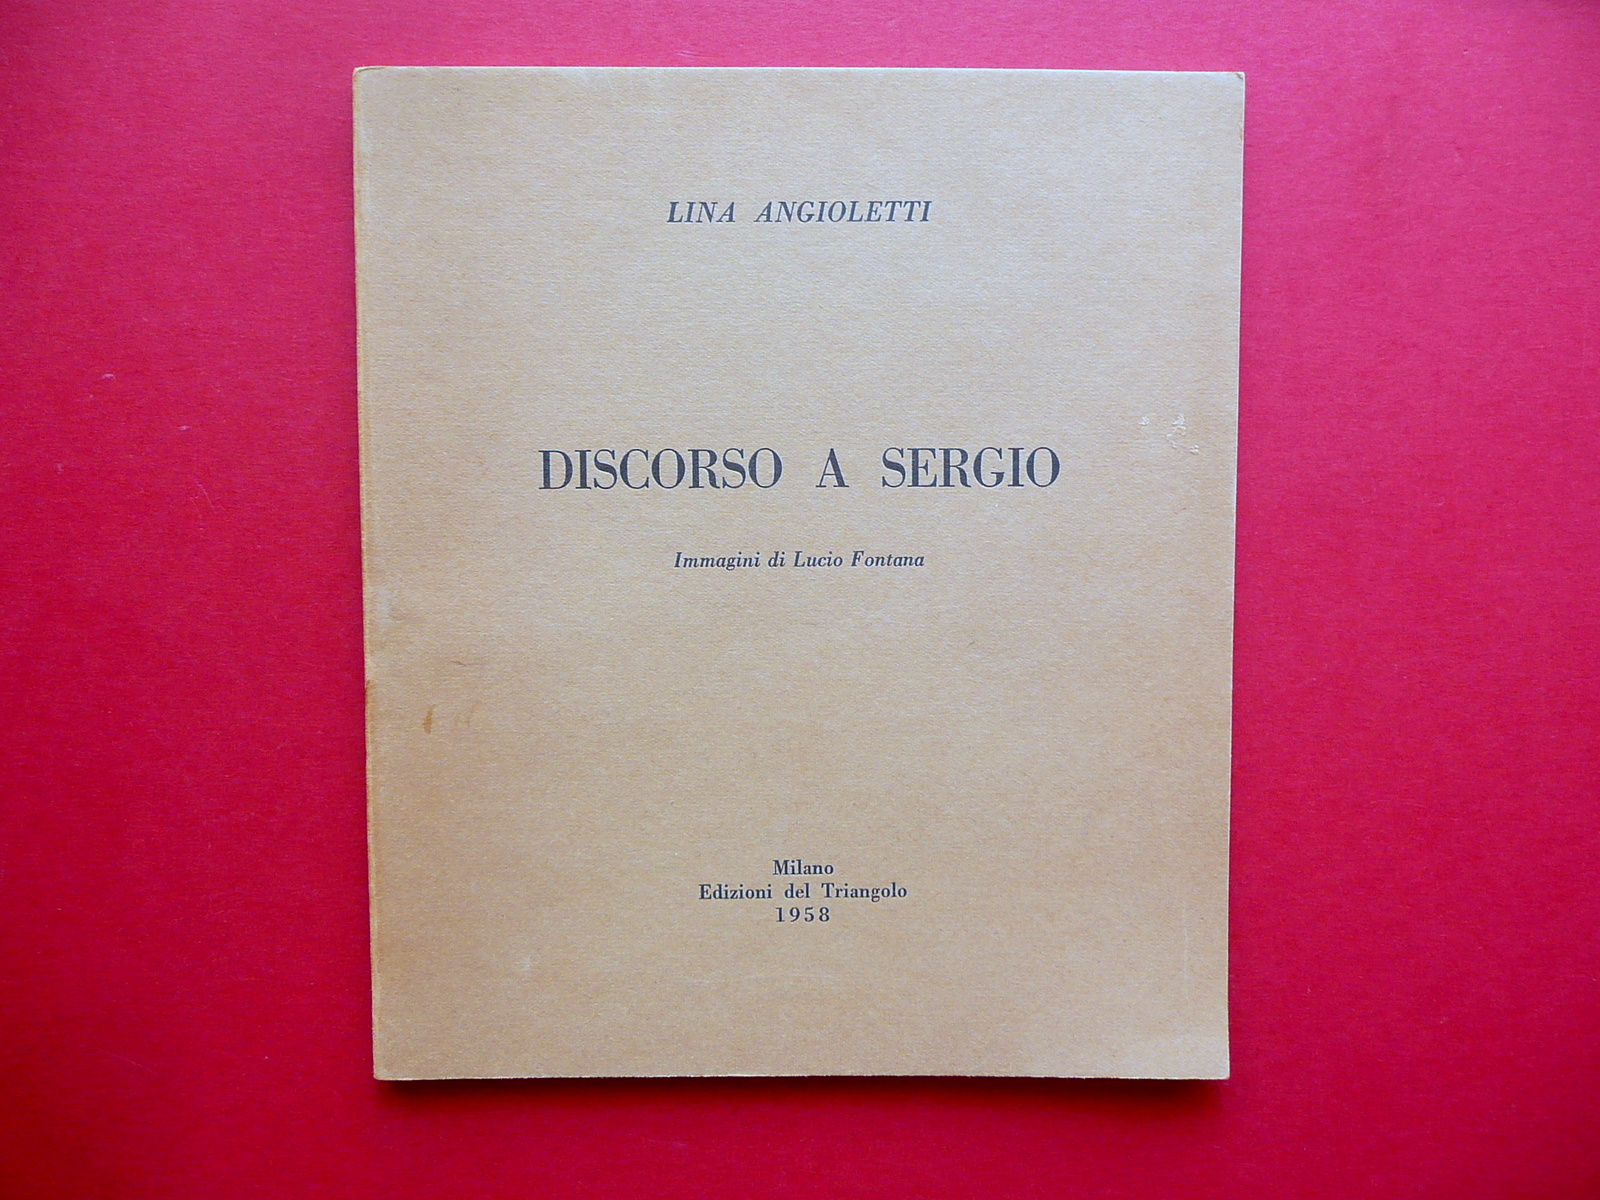 LINA ANGIOLETTI
DISCORSO A SERGIO
Immagini di Lucio Fontana
Milano
Edizioni del Triangolo
1958